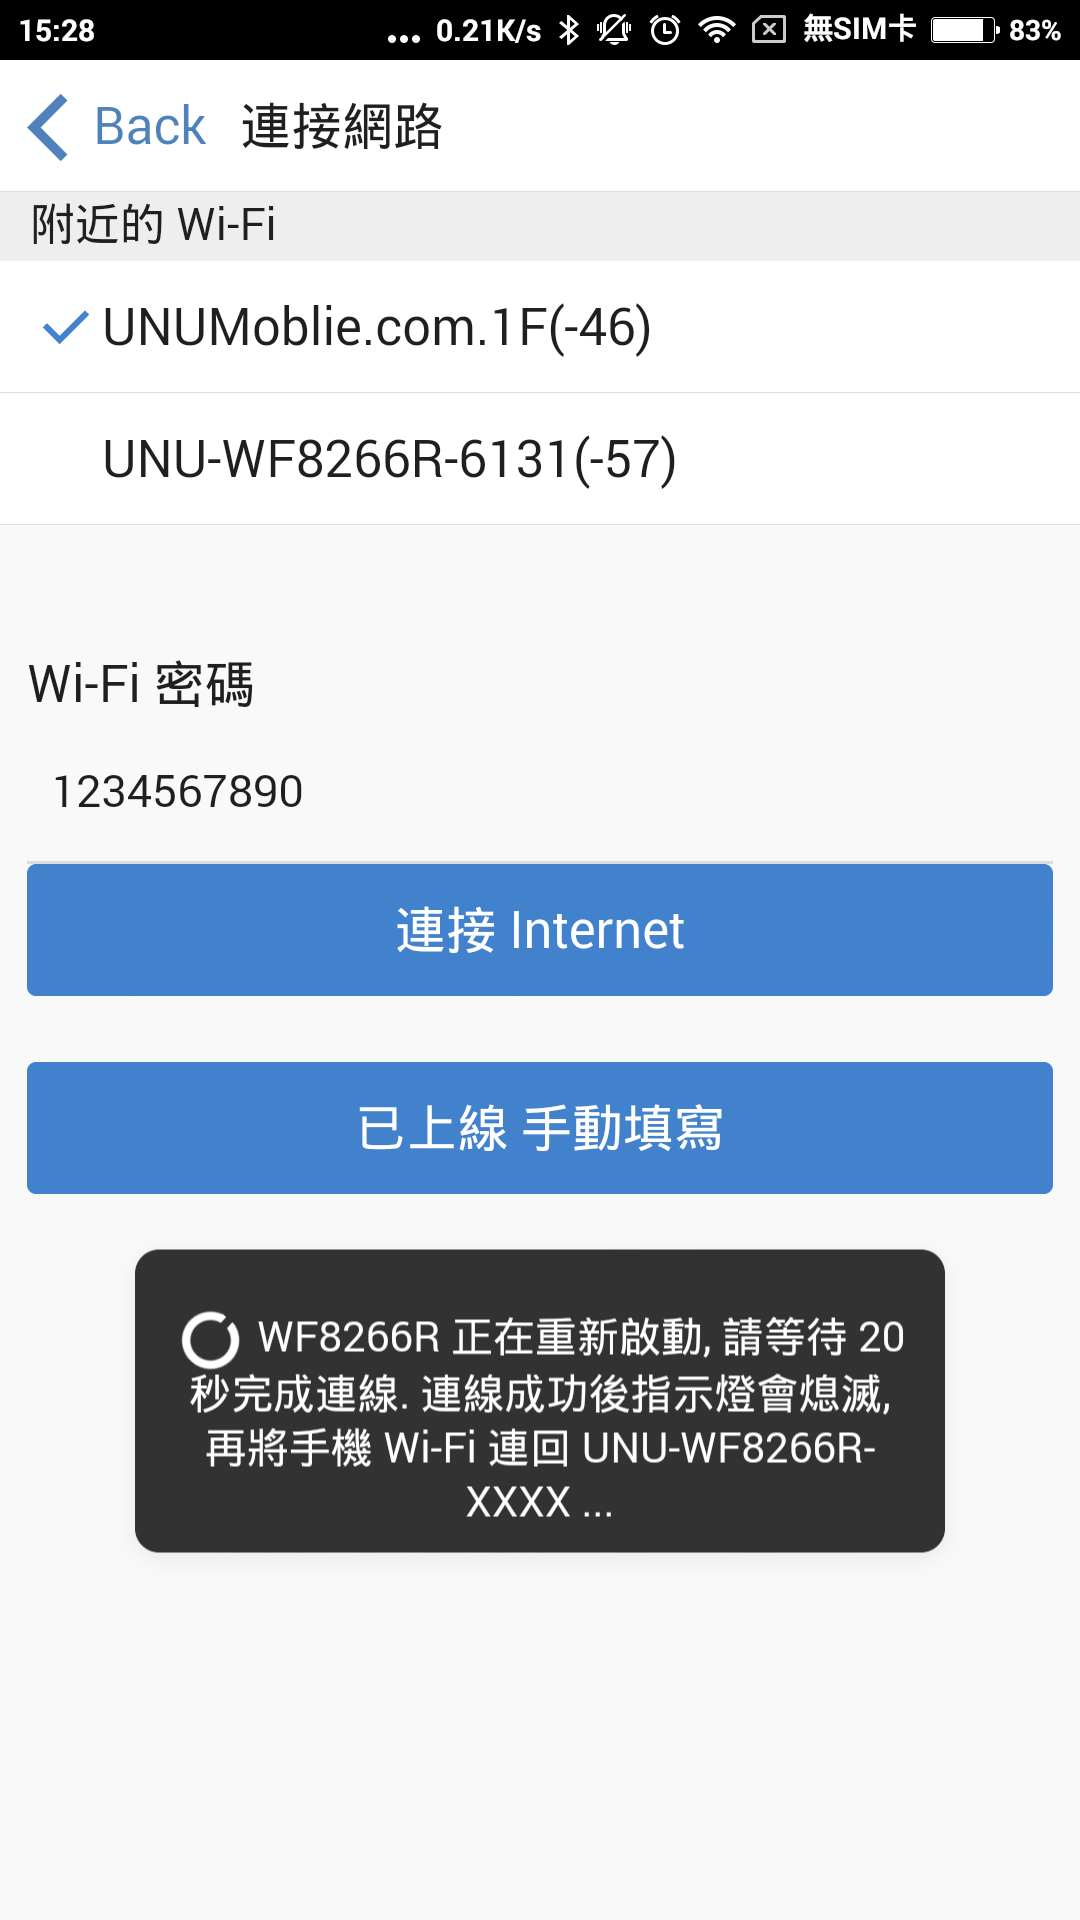 15:28 ... 0.21K/s 無SIM卡 83%
Back 連接網路
附近的 Wi-Fi
UNUMoblie.com.1F(-46)
UNU-WF8266R-6131(-57)
Wi-Fi 密碼
1234567890
連接 Internet
已上線 手動填寫
WF8266R 正在重新啟動, 請等待 20
秒完成連線. 連線成功後指示燈會熄滅,
再將手機 Wi-Fi 連回 UNU-WF8266R-
XXXX ...